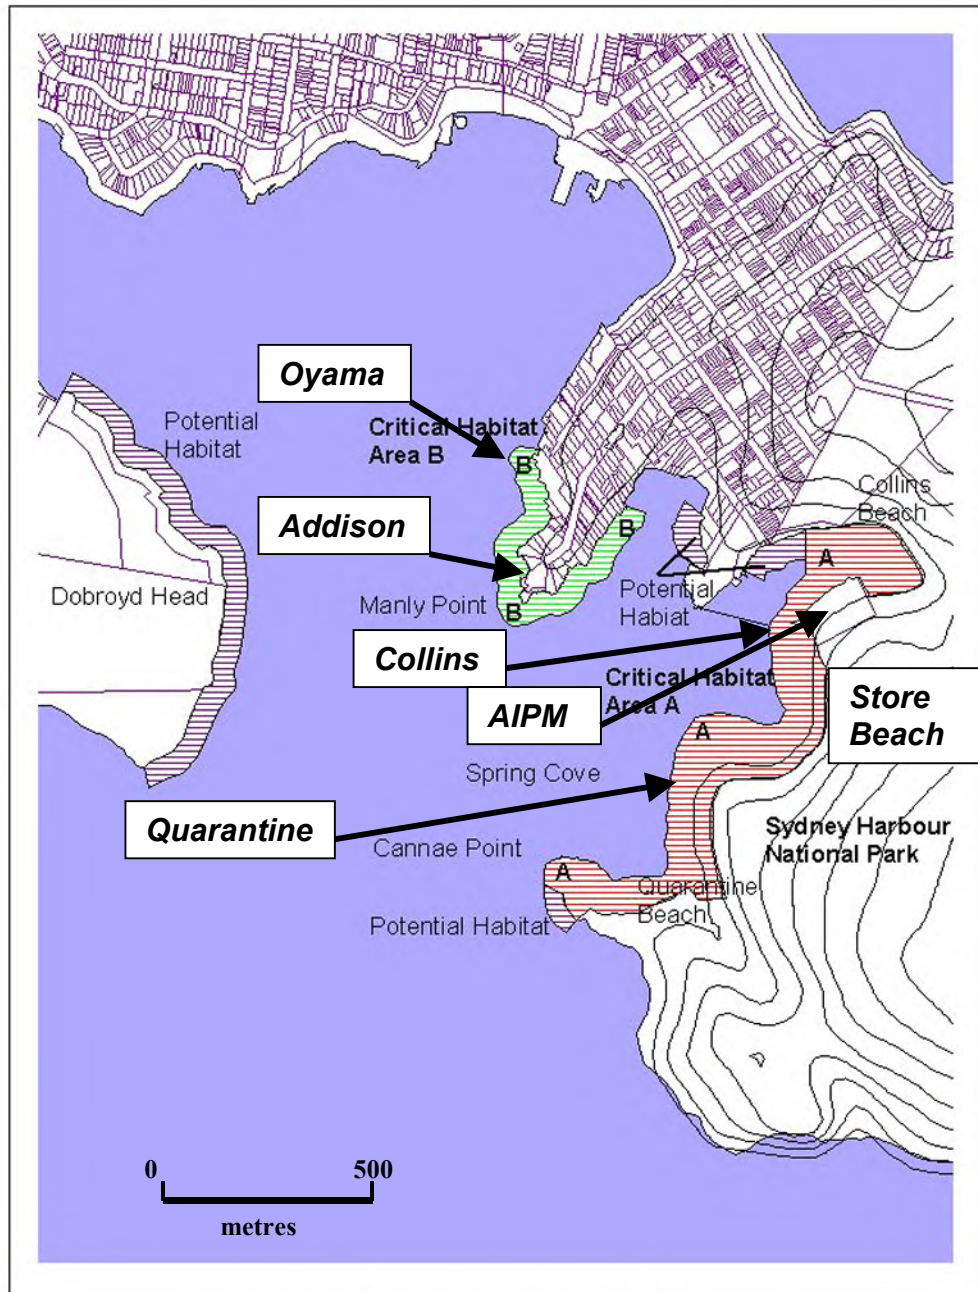 Oyama
Potential
Habitat
Critical Habitat
Area B
B
Collins
Beach
Addison
B
A
Dobroyd Head
Manly Point
B
Potential
Habiat
Collins
Critical Habitat
Area A
AIPM
Store
Beach
A
Spring Cove
Quarantine
Sydney Harbour
National Park
Cannae Point
A
Quarantine
Beach
Potential Habitat
0 500
metres